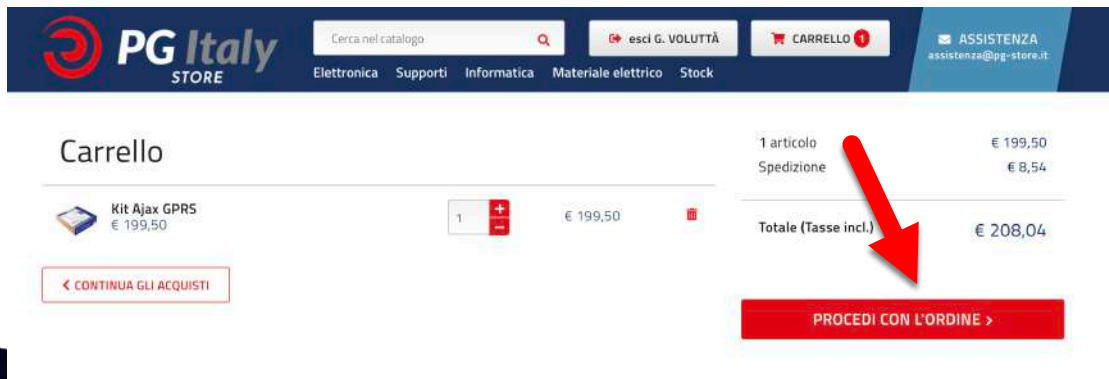 PG Italy
STORE
Cerca nel catalogo
esci G. VOLUTTÀ
CARRELLO 1
ASSISTENZA
assistenza@pg-store.it
Elettronica Supporti Informatica Materiale elettrico Stock
Carrello
Kit Ajax GPRS
€ 199,50
1
+
-
€ 199,50
CONTINUA GLI ACQUISTI
1 articolo € 199,50
Spedizione € 8,54
Totale (Tasse incl.) € 208,04
PROCEDI CON L'ORDINE >